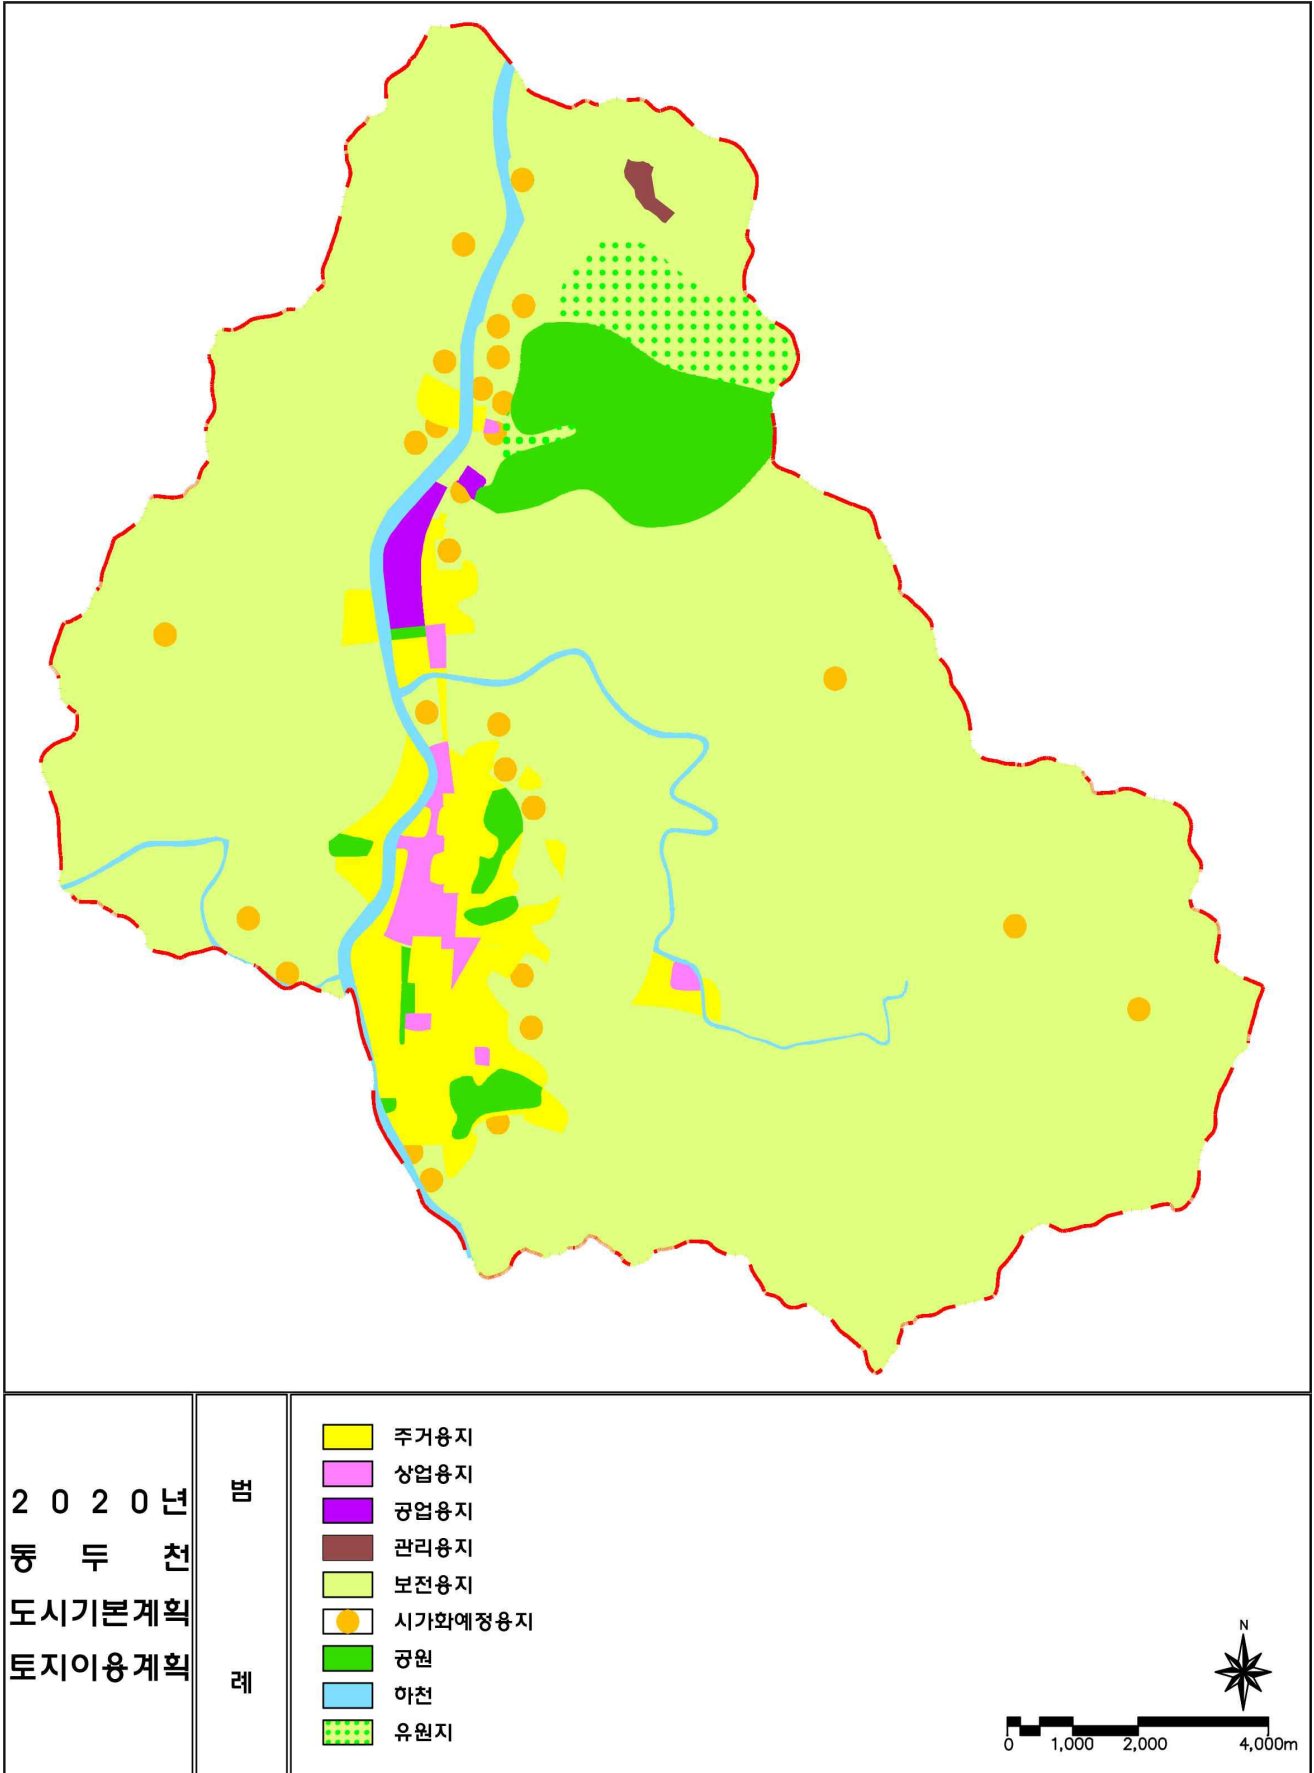 2020년
동두천
도시기본계획
토지이용계획
범
례
주거용지
상업용지
공업용지
관리용지
보전용지
시가화예정용지
공원
하천
유원지
N
0 1,000 2,000 4,000m